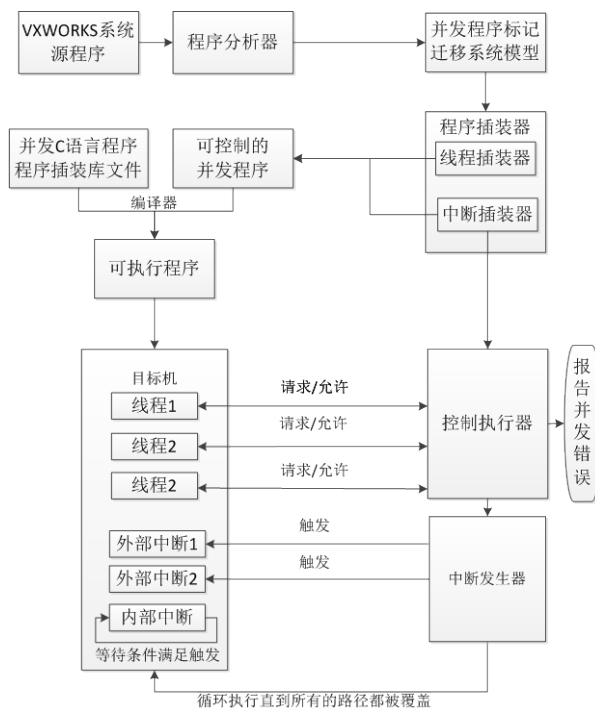 VXWORKS系统
源程序
程序分析器
并发程序标记
迁移系统模型
程序插装器
线程插装器
中断插装器
并发C语言程序
程序插装库文件
可控制的
并发程序
编译器
可执行程序
目标机
线程1
线程2
线程2
外部中断1
外部中断2
内部中断
等待条件满足触发
请求/允许
请求/允许
请求/允许
触发
触发
控制执行器
报告并发错误
中断发生器
循环执行直到所有的路径都被覆盖